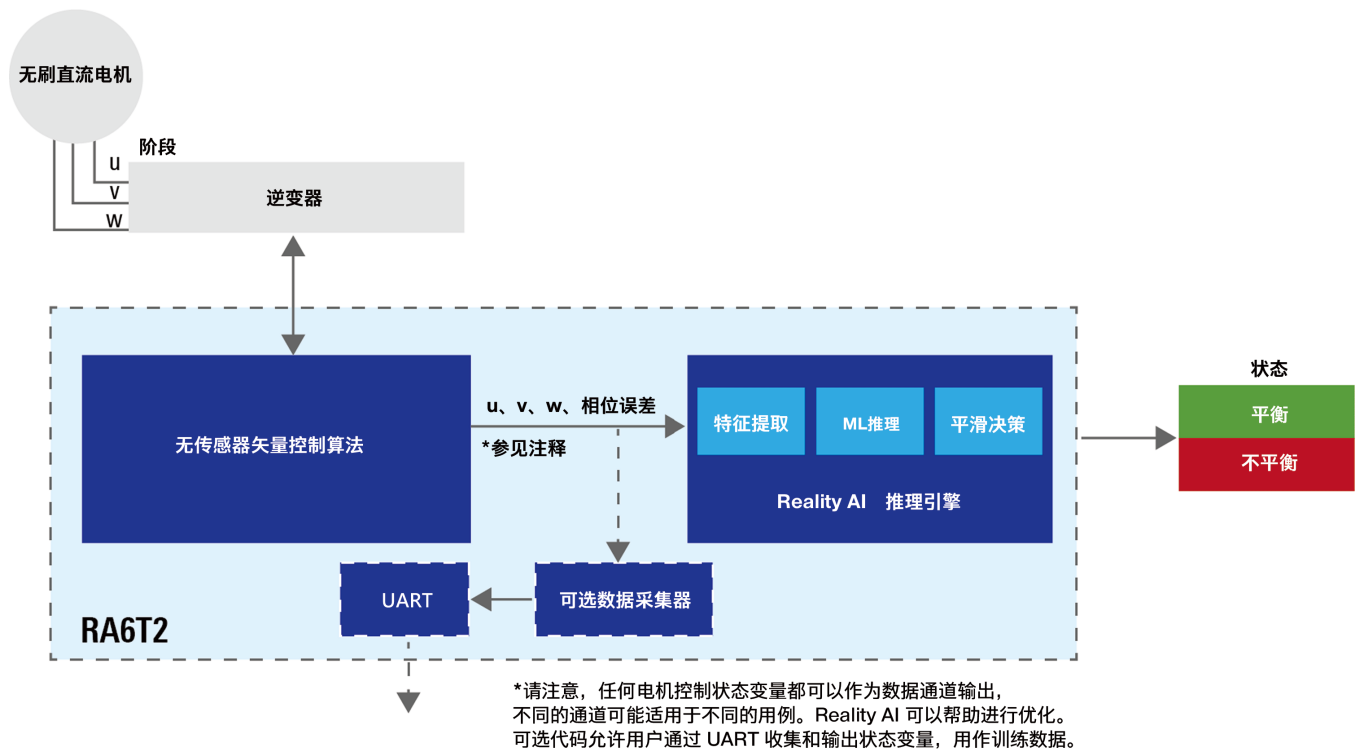 无刷直流电机
阶段
u
v
w
逆变器
无传感器矢量控制算法
u、v、w、相位误差
*参见注释
特征提取
ML推理
平滑决策
Reality AI 推理引擎
状态
平衡
不平衡
UART
可选数据采集器
RA6T2
*请注意，任何电机控制状态变量都可以作为数据通道输出，
不同的通道可能适用于不同的用例。Reality AI 可以帮助进行优化。
可选代码允许用户通过 UART 收集和输出状态变量，用作训练数据。